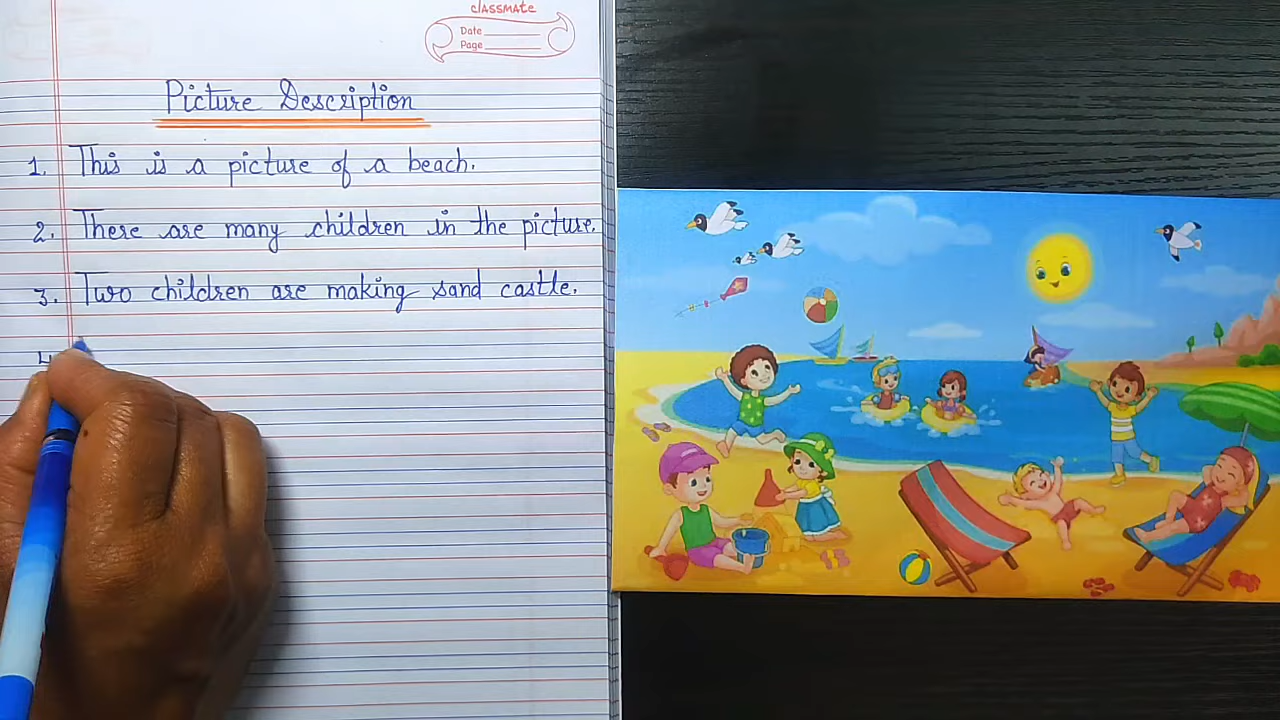 classmate
Date
Page
Picture Description
1. This is a picture of a beach.
2. There are many children in the picture.
3. Two children are making sand castle.
4